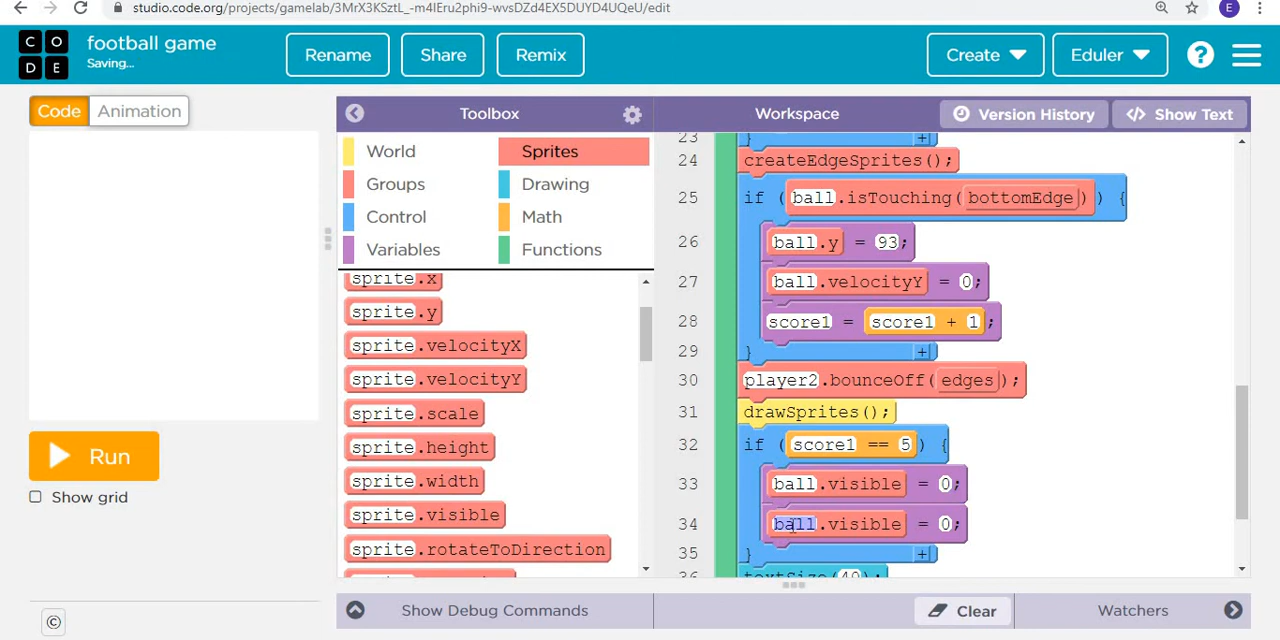 studio.code.org/projects/gamelab/3MrX3KSztL_-m4lEru2phi9-wvsDZd4EX5DUYD4UQeU/edit
E
C O
D E
football game
Saving...
Rename
Share
Remix
Create
Eduler
?
Code
Animation
Toolbox
Workspace
Version History
</> Show Text
World
Sprites
Groups
Drawing
Control
Math
Variables
Functions
sprite.x
sprite.y
sprite.velocityX
sprite.velocityY
sprite.scale
sprite.height
sprite.width
sprite.visible
sprite.rotateToDirection
23 }
24 createEdgeSprites();
25 if (ball.isTouching(bottomEdge)) {
26 ball.y = 93;
27 ball.velocityY = 0;
28 score1 = score1 + 1;
29 }
30 player2.bounceOff(edges);
31 drawSprites();
32 if (score1 == 5) {
33 ball.visible = 0;
34 ball.visible = 0;
35 }
36 textSize(40);
Run
Show grid
©
Show Debug Commands
Clear
Watchers